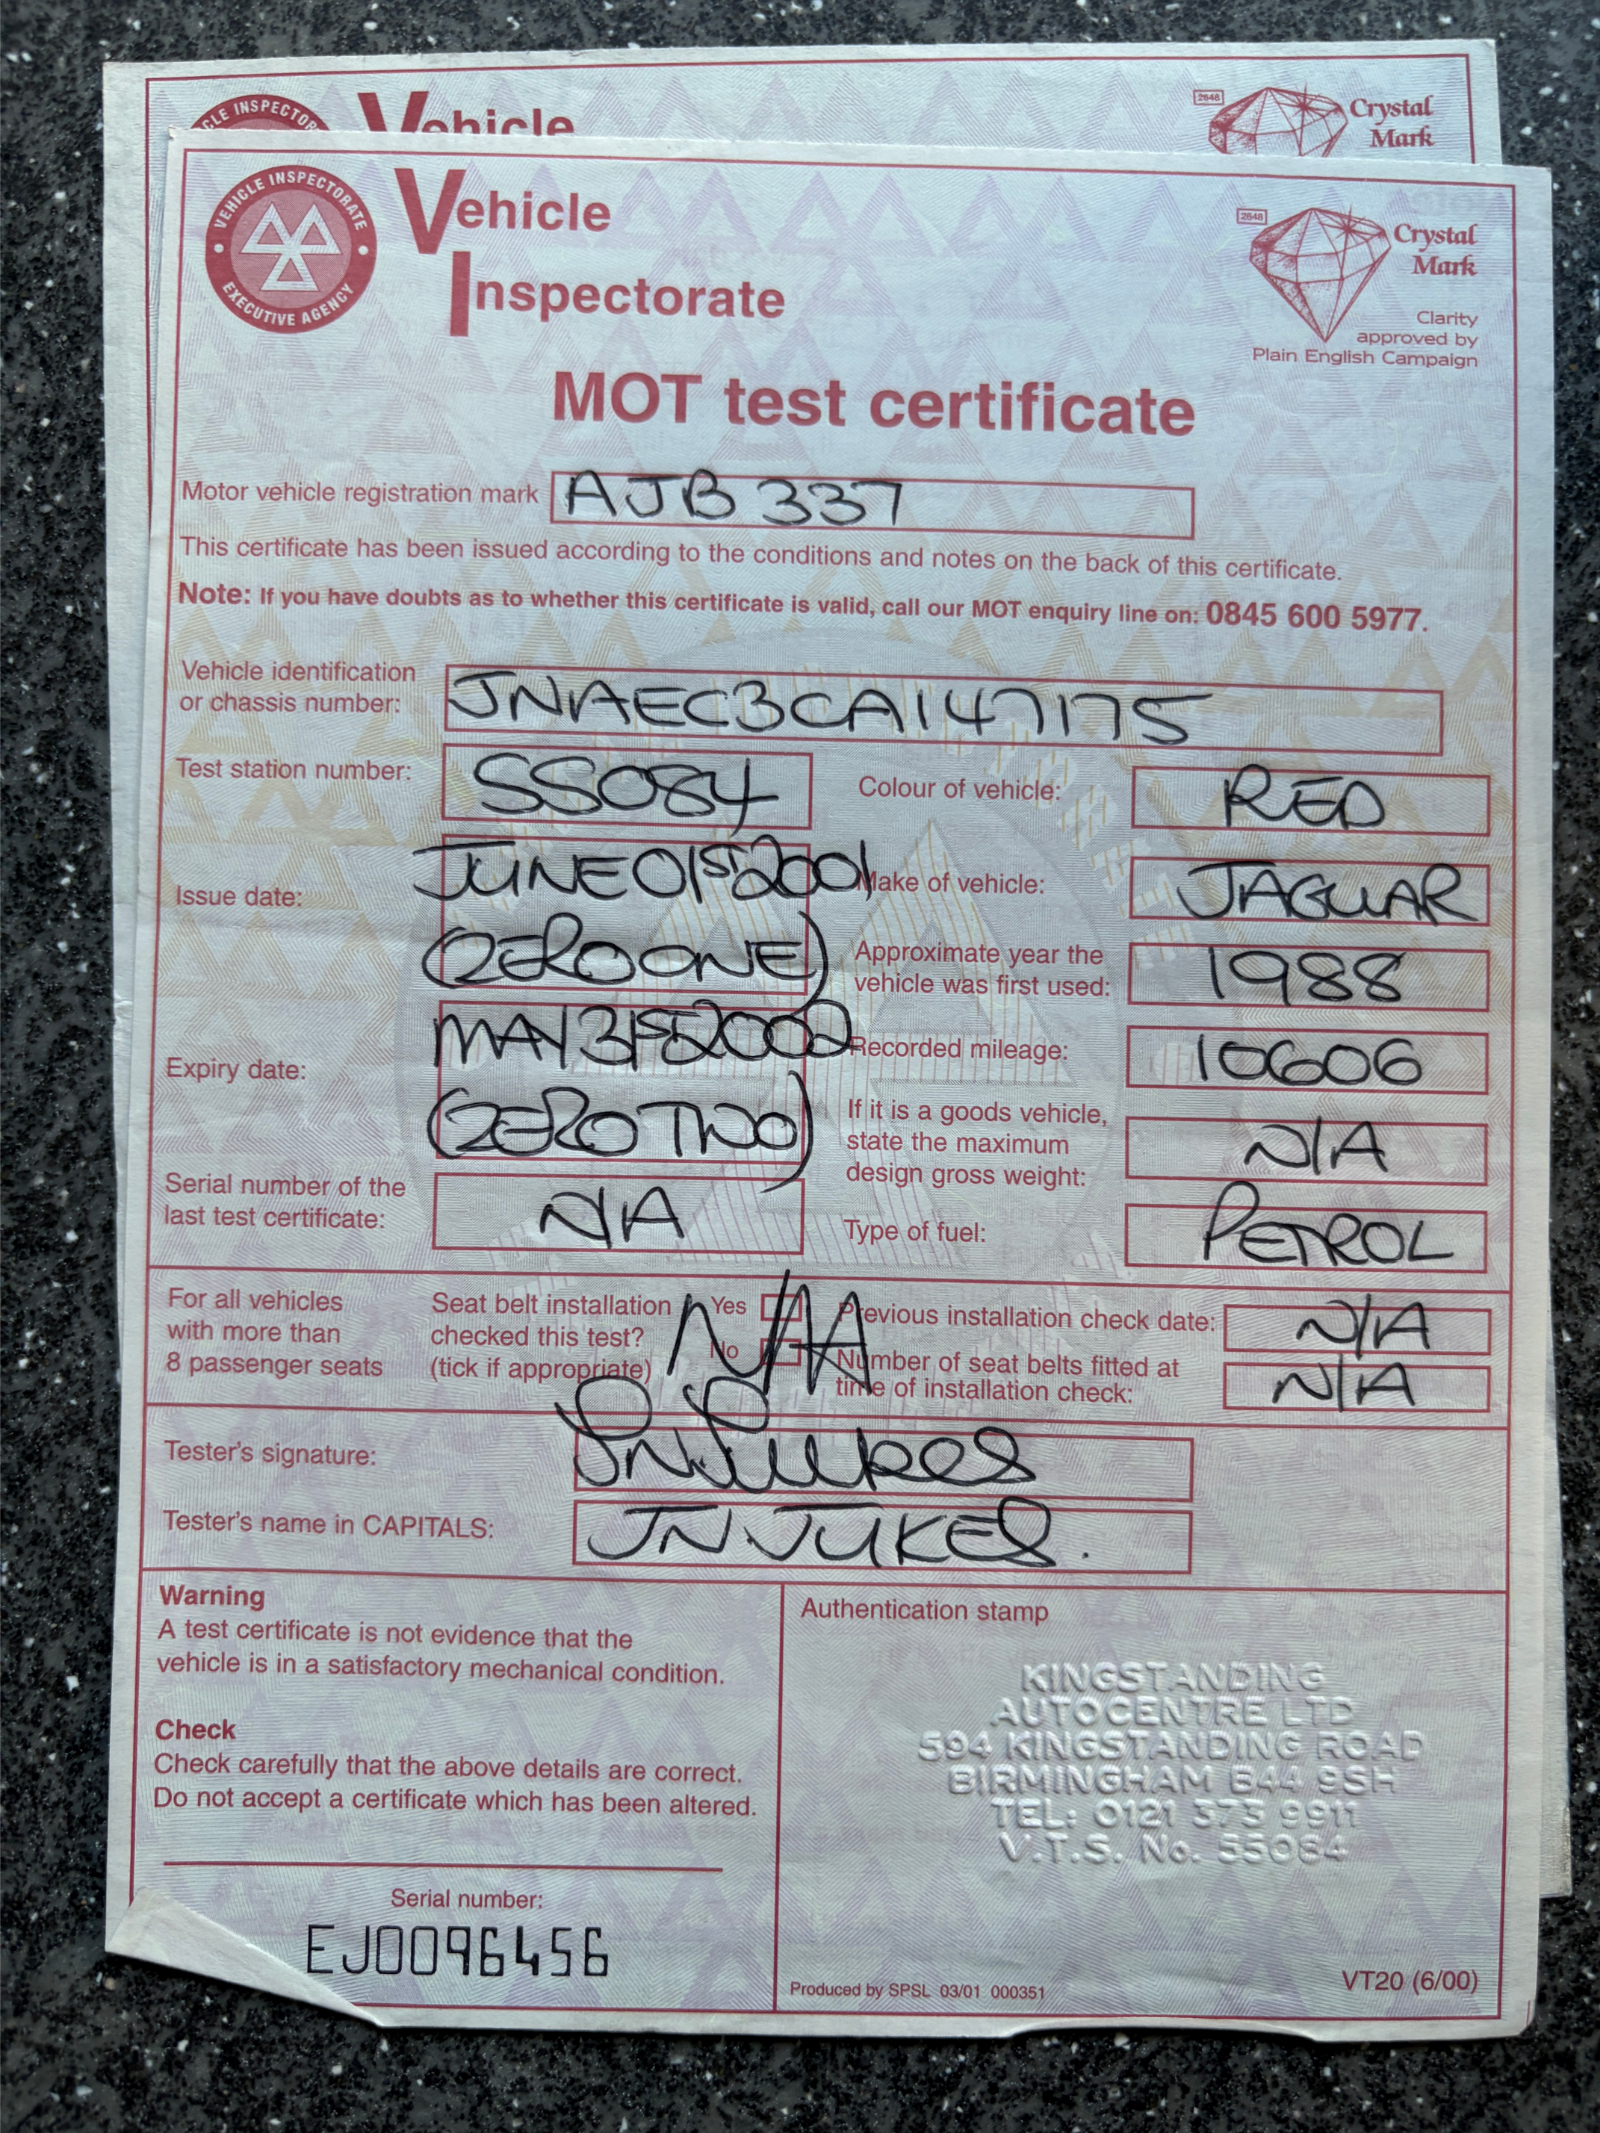 VEHICLE INSPECTOR
Vehicle
2648
Crystal
Mark
VEHICLE INSPECTORATE
EXECUTIVE AGENCY
Vehicle
Inspectorate
2648
Crystal
Mark
Clarity
approved by
Plain English Campaign
MOT test certificate
Motor vehicle registration mark AJB 337
This certificate has been issued according to the conditions and notes on the back of this certificate.
Note: If you have doubts as to whether this certificate is valid, call our MOT enquiry line on: 0845 600 5977.
Vehicle identification
or chassis number: JNAEC3CA147175
Test station number: SS084
Colour of vehicle: RED
Issue date: JUNE 01ST 2001
(ZERO ONE)
Make of vehicle: JAGUAR
Approximate year the
vehicle was first used: 1988
Expiry date: MAY 31ST 2002
(ZERO TWO)
Recorded mileage: 10606
If it is a goods vehicle,
state the maximum
design gross weight: N/A
Serial number of the
last test certificate: N/A
Type of fuel: PETROL
For all vehicles
with more than
8 passenger seats
Seat belt installation
checked this test?
(tick if appropriate)
Yes
No
N/A
Previous installation check date: N/A
Number of seat belts fitted at
time of installation check: N/A
Tester's signature: JN Jukes
Tester's name in CAPITALS: JN. JUKES.
Warning
A test certificate is not evidence that the
vehicle is in a satisfactory mechanical condition.
Check
Check carefully that the above details are correct.
Do not accept a certificate which has been altered.
Serial number:
EJ0096456
Authentication stamp
KINGSTANDING
AUTOCENTRE LTD
594 KINGSTANDING ROAD
BIRMINGHAM B44 9SH
TEL: 0121 373 9911
V.T.S. No. 55084
Produced by SPSL 03/01 000351
VT20 (6/00)